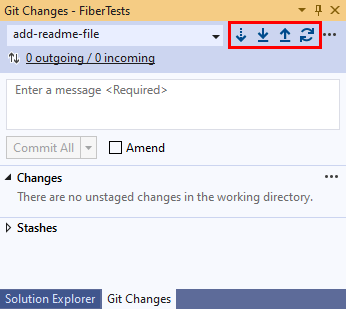 Git Changes - FiberTests
add-readme-file
0 outgoing / 0 incoming
Enter a message <Required>
Commit All
Amend
Changes
There are no unstaged changes in the working directory.
Stashes
Solution Explorer
Git Changes